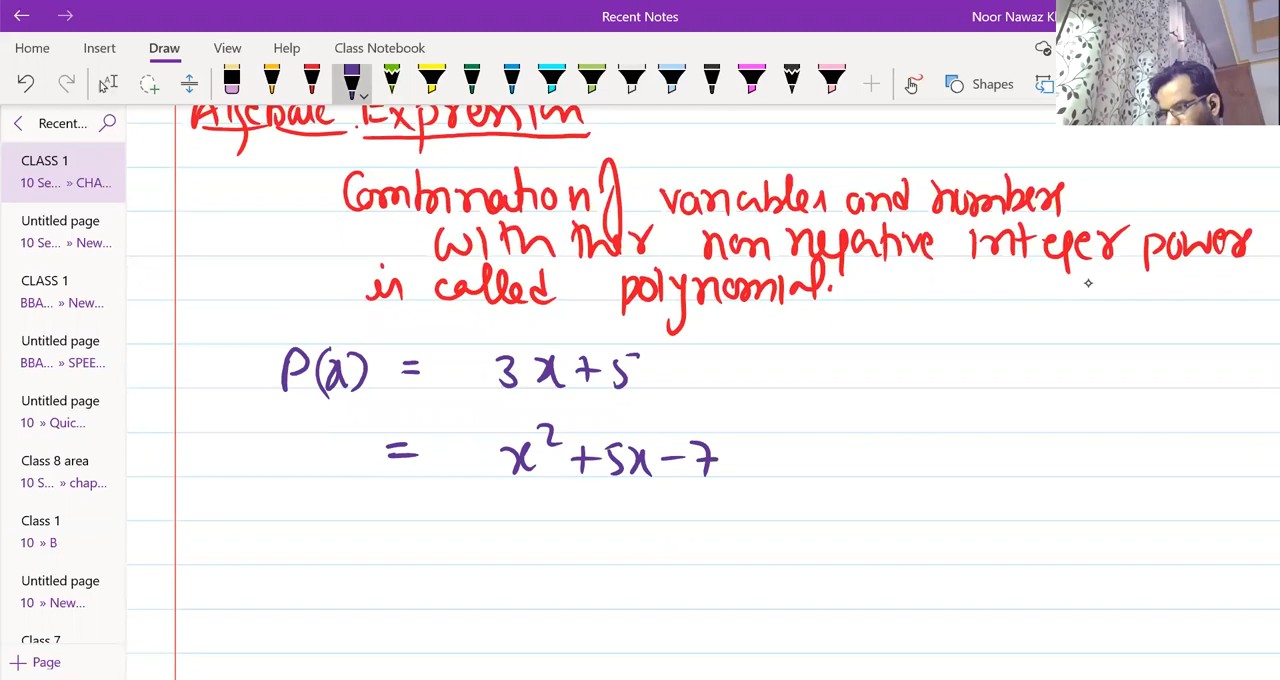 Recent Notes
Noor Nawaz Kh
Home Insert Draw View Help Class Notebook
Shapes
Recent...
CLASS 1
10 Se... » CHA...
Untitled page
10 Se... » New...
CLASS 1
BBA... » New...
Untitled page
BBA... » SPEE...
Untitled page
10 » Quic...
Class 8 area
10 S... » chap...
Class 1
10 » B
Untitled page
10 » New...
Class 7
Page
Expression
Combination of variables and numbers
with their non negative integer power
is called polynomial.
P(x) = 3x+5
= x² + 5x - 7